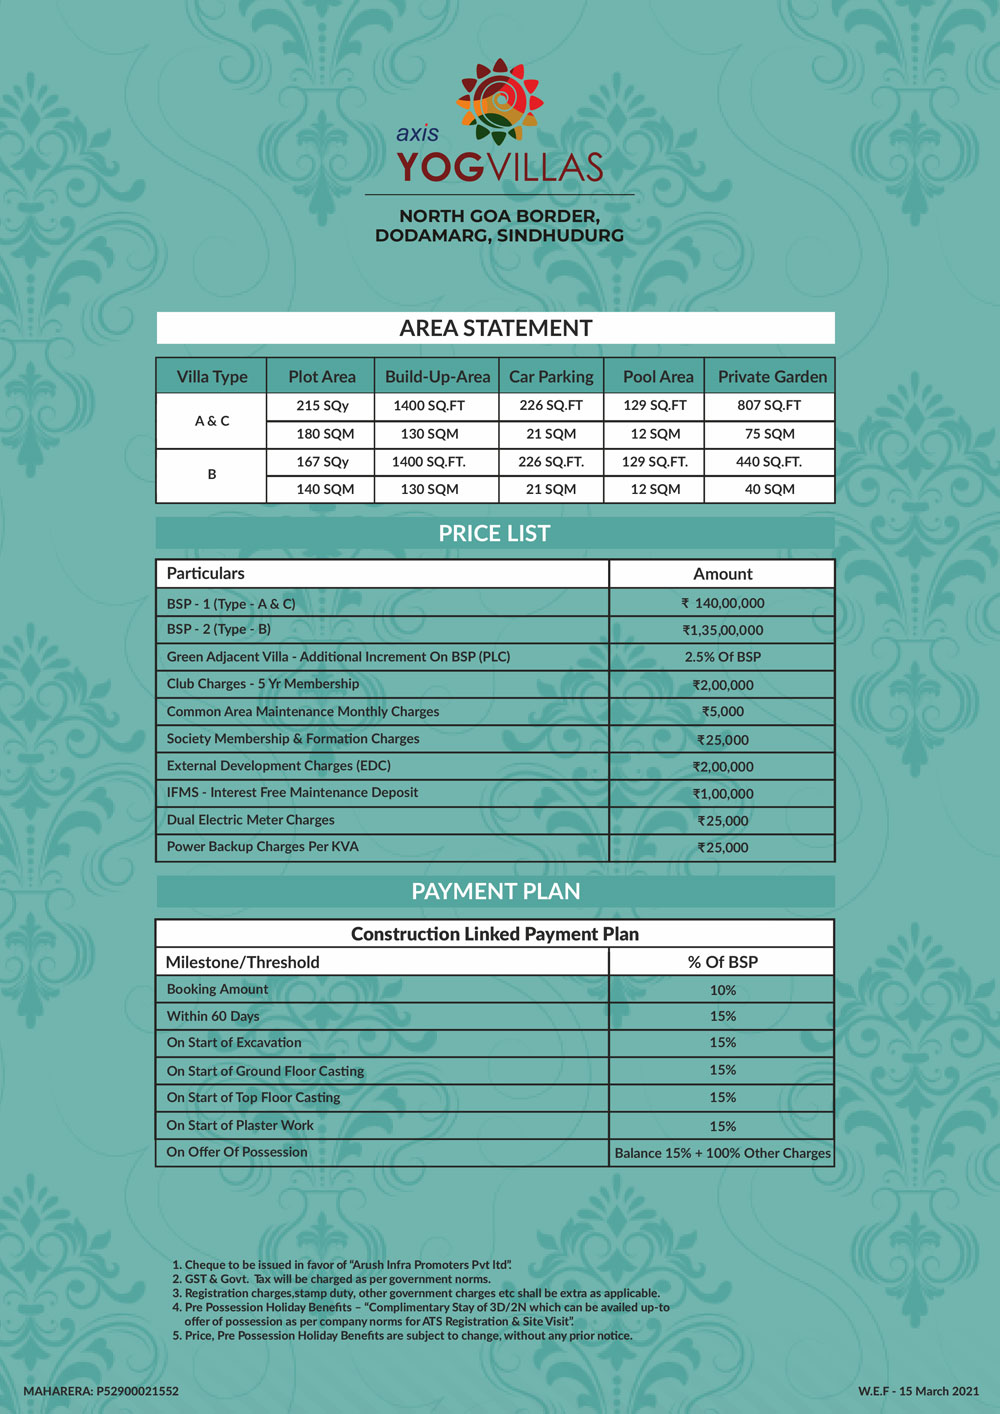 axis
YOGVILLAS
NORTH GOA BORDER,
DODAMARG, SINDHUDURG
AREA STATEMENT
Villa Type Plot Area Build-Up-Area Car Parking Pool Area Private Garden
A & C
215 SQy 1400 SQ.FT 226 SQ.FT 129 SQ.FT 807 SQ.FT
180 SQM 130 SQM 21 SQM 12 SQM 75 SQM
B
167 SQy 1400 SQ.FT. 226 SQ.FT. 129 SQ.FT. 440 SQ.FT.
140 SQM 130 SQM 21 SQM 12 SQM 40 SQM
PRICE LIST
Particulars Amount
BSP - 1 (Type - A & C) ₹ 140,00,000
BSP - 2 (Type - B) ₹1,35,00,000
Green Adjacent Villa - Additional Increment On BSP (PLC) 2.5% Of BSP
Club Charges - 5 Yr Membership ₹2,00,000
Common Area Maintenance Monthly Charges ₹5,000
Society Membership & Formation Charges ₹25,000
External Development Charges (EDC) ₹2,00,000
IFMS - Interest Free Maintenance Deposit ₹1,00,000
Dual Electric Meter Charges ₹25,000
Power Backup Charges Per KVA ₹25,000
PAYMENT PLAN
Construction Linked Payment Plan
Milestone/Threshold % Of BSP
Booking Amount 10%
Within 60 Days 15%
On Start of Excavation 15%
On Start of Ground Floor Casting 15%
On Start of Top Floor Casting 15%
On Start of Plaster Work 15%
On Offer Of Possession Balance 15% + 100% Other Charges
1. Cheque to be issued in favor of “Arush Infra Promoters Pvt ltd”.
2. GST & Govt. Tax will be charged as per government norms.
3. Registration charges,stamp duty, other government charges etc shall be extra as applicable.
4. Pre Possession Holiday Benefits – “Complimentary Stay of 3D/2N which can be availed up-to
offer of possession as per company norms for ATS Registration & Site Visit”.
5. Price, Pre Possession Holiday Benefits are subject to change, without any prior notice.
MAHARERA: P52900021552 W.E.F - 15 March 2021